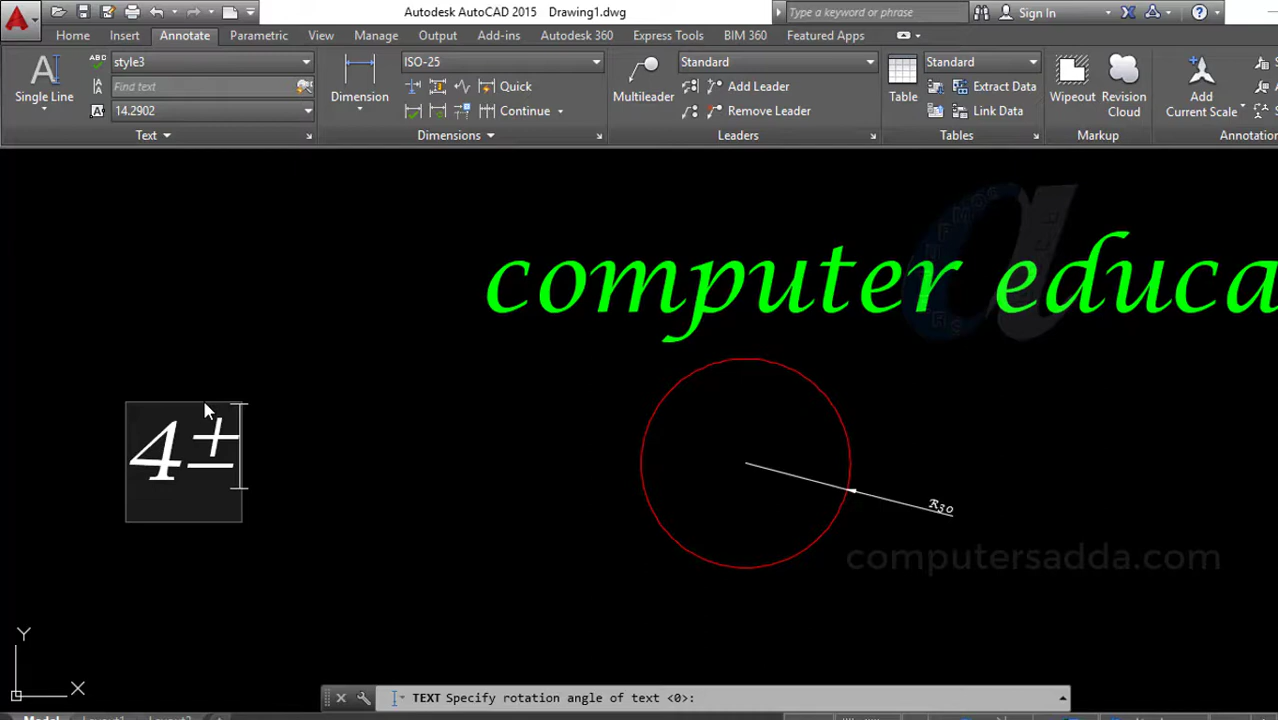 Autodesk AutoCAD 2015 Drawing1.dwg
Type a keyword or phrase
Sign In
Home Insert Annotate Parametric View Manage Output Add-ins Autodesk 360 Express Tools BIM 360 Featured Apps
Single Line
style3
Find text
14.2902
Text
Dimension
ISO-25
Quick
Continue
Dimensions
Multileader
Standard
Add Leader
Remove Leader
Leaders
Table
Standard
Extract Data
Link Data
Tables
Wipeout
Revision Cloud
Markup
Add Current Scale
computer educa
4±
R30
computersadda.com
Y
X
TEXT Specify rotation angle of text <0>: